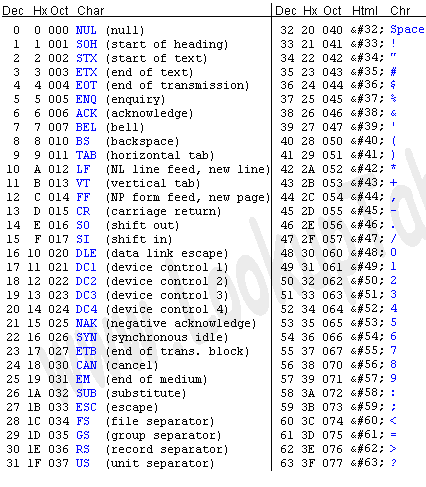 Dec Hx Oct Char
0 0 000 NUL (null)
1 1 001 SOH (start of heading)
2 2 002 STX (start of text)
3 3 003 ETX (end of text)
4 4 004 EOT (end of transmission)
5 5 005 ENQ (enquiry)
6 6 006 ACK (acknowledge)
7 7 007 BEL (bell)
8 8 010 BS (backspace)
9 9 011 TAB (horizontal tab)
10 A 012 LF (NL line feed, new line)
11 B 013 VT (vertical tab)
12 C 014 FF (NP form feed, new page)
13 D 015 CR (carriage return)
14 E 016 SO (shift out)
15 F 017 SI (shift in)
16 10 020 DLE (data link escape)
17 11 021 DC1 (device control 1)
18 12 022 DC2 (device control 2)
19 13 023 DC3 (device control 3)
20 14 024 DC4 (device control 4)
21 15 025 NAK (negative acknowledge)
22 16 026 SYN (synchronous idle)
23 17 027 ETB (end of trans. block)
24 18 030 CAN (cancel)
25 19 031 EM (end of medium)
26 1A 032 SUB (substitute)
27 1B 033 ESC (escape)
28 1C 034 FS (file separator)
29 1D 035 GS (group separator)
30 1E 036 RS (record separator)
31 1F 037 US (unit separator)
Dec Hx Oct Html Chr
32 20 040 &#32; Space
33 21 041 &#33; !
34 22 042 &#34; "
35 23 043 &#35; #
36 24 044 &#36; $
37 25 045 &#37; %
38 26 046 &#38; &
39 27 047 &#39; '
40 28 050 &#40; (
41 29 051 &#41; )
42 2A 052 &#42; *
43 2B 053 &#43; +
44 2C 054 &#44; ,
45 2D 055 &#45; -
46 2E 056 &#46; .
47 2F 057 &#47; /
48 30 060 &#48; 0
49 31 061 &#49; 1
50 32 062 &#50; 2
51 33 063 &#51; 3
52 34 064 &#52; 4
53 35 065 &#53; 5
54 36 066 &#54; 6
55 37 067 &#55; 7
56 38 070 &#56; 8
57 39 071 &#57; 9
58 3A 072 &#58; :
59 3B 073 &#59; ;
60 3C 074 &#60; <
61 3D 075 &#61; =
62 3E 076 &#62; >
63 3F 077 &#63; ?